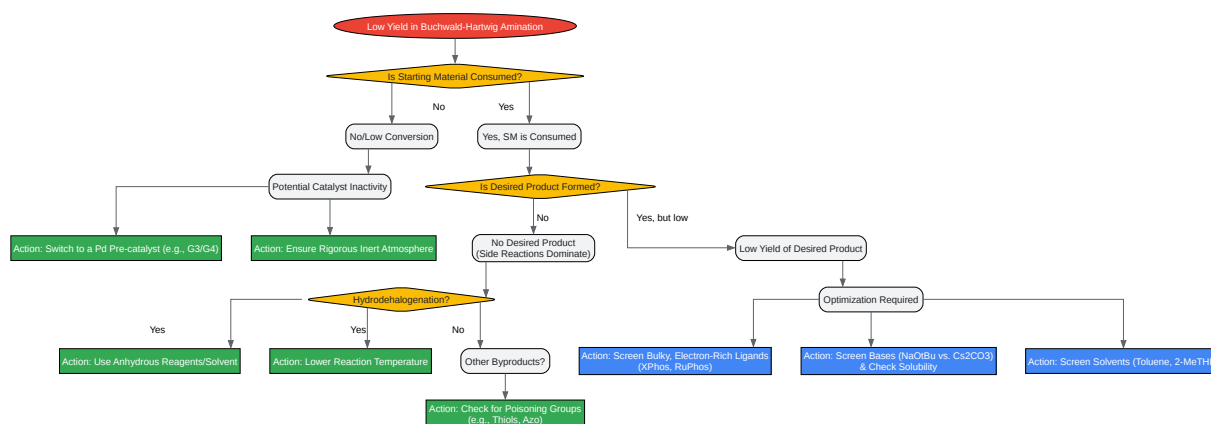 Low Yield in Buchwald-Hartwig Amination
Is Starting Material Consumed?
No
Yes
No/Low Conversion
Yes, SM is Consumed
Potential Catalyst Inactivity
Is Desired Product Formed?
No
Yes, but low
Action: Switch to a Pd Pre-catalyst (e.g., G3/G4)
Action: Ensure Rigorous Inert Atmosphere
No Desired Product
(Side Reactions Dominate)
Low Yield of Desired Product
Hydrodehalogenation?
Optimization Required
Yes
Yes
No
Action: Use Anhydrous Reagents/Solvent
Action: Lower Reaction Temperature
Other Byproducts?
Action: Screen Bulky, Electron-Rich Ligands
(XPhos, RuPhos)
Action: Screen Bases (NaOtBu vs. Cs2CO3)
& Check Solubility
Action: Screen Solvents (Toluene,
Action: Check for Poisoning Groups
(e.g., Thiols, Azo)